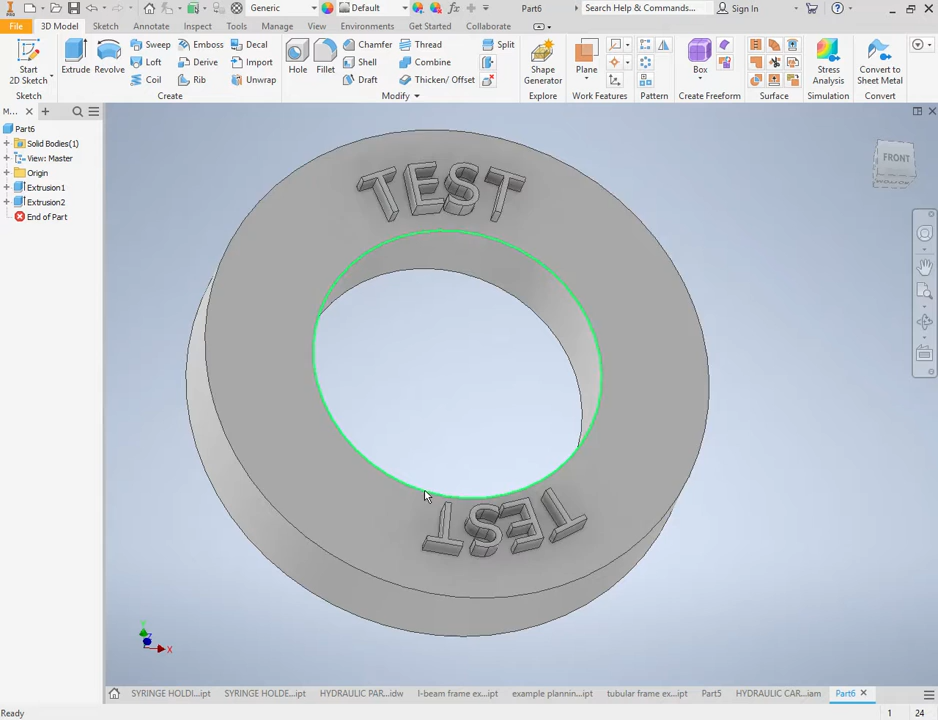 Generic
Default
Part6
Search Help & Commands...
Sign In
File
3D Model
Sketch
Annotate
Inspect
Tools
Manage
View
Environments
Get Started
Collaborate
Start
2D Sketch
Extrude
Revolve
Sweep
Emboss
Decal
Loft
Derive
Import
Coil
Rib
Unwrap
Hole
Fillet
Chamfer
Thread
Split
Shell
Combine
Draft
Thicken/ Offset
Shape
Generator
Plane
Box
Stress
Analysis
Convert to
Sheet Metal
Sketch
Create
Modify
Explore
Work Features
Pattern
Create Freeform
Surface
Simulation
Convert
M...
Part6
Solid Bodies(1)
View: Master
Origin
Extrusion1
Extrusion2
End of Part
FRONT
TEST
TEST
Y
Z
X
SYRINGE HOLDI...ipt
SYRINGE HOLDE...ipt
HYDRAULIC PAR...idw
I-beam frame ex...ipt
example plannin...ipt
tubular frame ex...ipt
Part5
HYDRAULIC CAR...iam
Part6
Ready
1
24